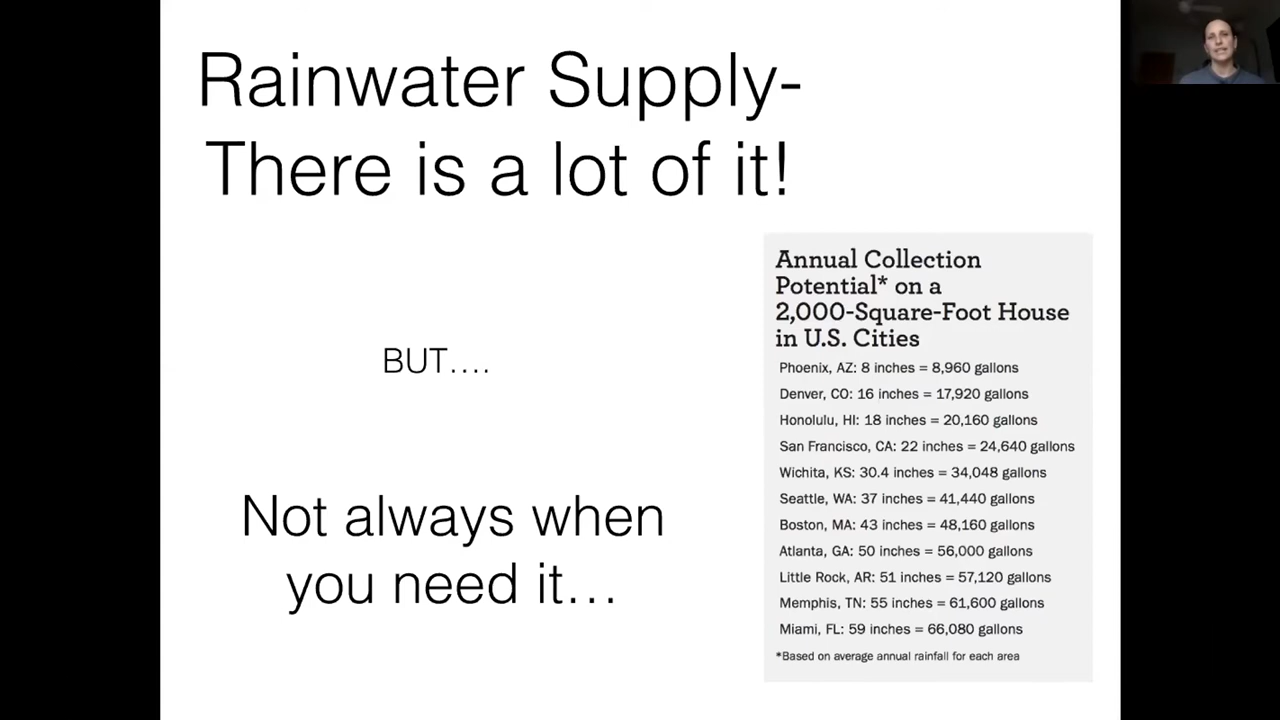 Rainwater Supply-
There is a lot of it!
BUT....
Not always when
you need it...
Annual Collection
Potential* on a
2,000-Square-Foot House
in U.S. Cities
Phoenix, AZ: 8 inches = 8,960 gallons
Denver, CO: 16 inches = 17,920 gallons
Honolulu, HI: 18 inches = 20,160 gallons
San Francisco, CA: 22 inches = 24,640 gallons
Wichita, KS: 30.4 inches = 34,048 gallons
Seattle, WA: 37 inches = 41,440 gallons
Boston, MA: 43 inches = 48,160 gallons
Atlanta, GA: 50 inches = 56,000 gallons
Little Rock, AR: 51 inches = 57,120 gallons
Memphis, TN: 55 inches = 61,600 gallons
Miami, FL: 59 inches = 66,080 gallons
*Based on average annual rainfall for each area